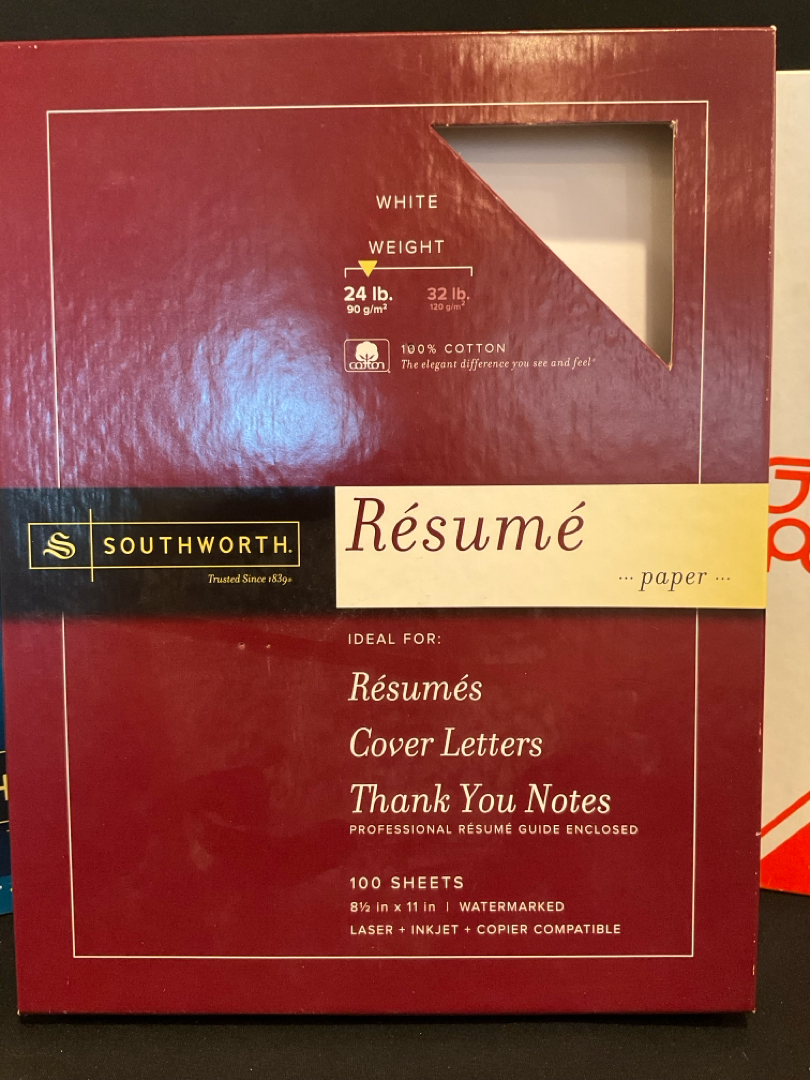 WHITE
WEIGHT
24 lb. 32 lb.
90 g/m² 120 g/m²
cotton 100% COTTON
The elegant difference you see and feel®
S SOUTHWORTH.
Trusted Since 1839®
Résumé
··· paper ···
IDEAL FOR:
Résumés
Cover Letters
Thank You Notes
PROFESSIONAL RÉSUMÉ GUIDE ENCLOSED
100 SHEETS
8½ in x 11 in | WATERMARKED
LASER + INKJET + COPIER COMPATIBLE